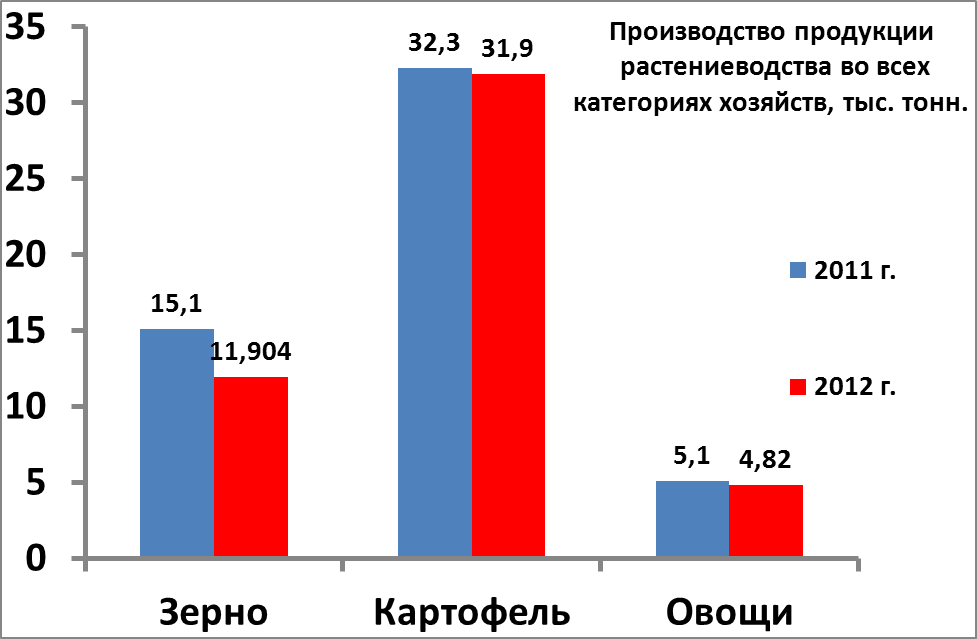 Производство продукции
растениеводства во всех
категориях хозяйств, тыс. тонн.
35
30
25
20
15
10
5
0
15,1
11,904
32,3
31,9
5,1
4,82
2011 г.
2012 г.
Зерно
Картофель
Овощи